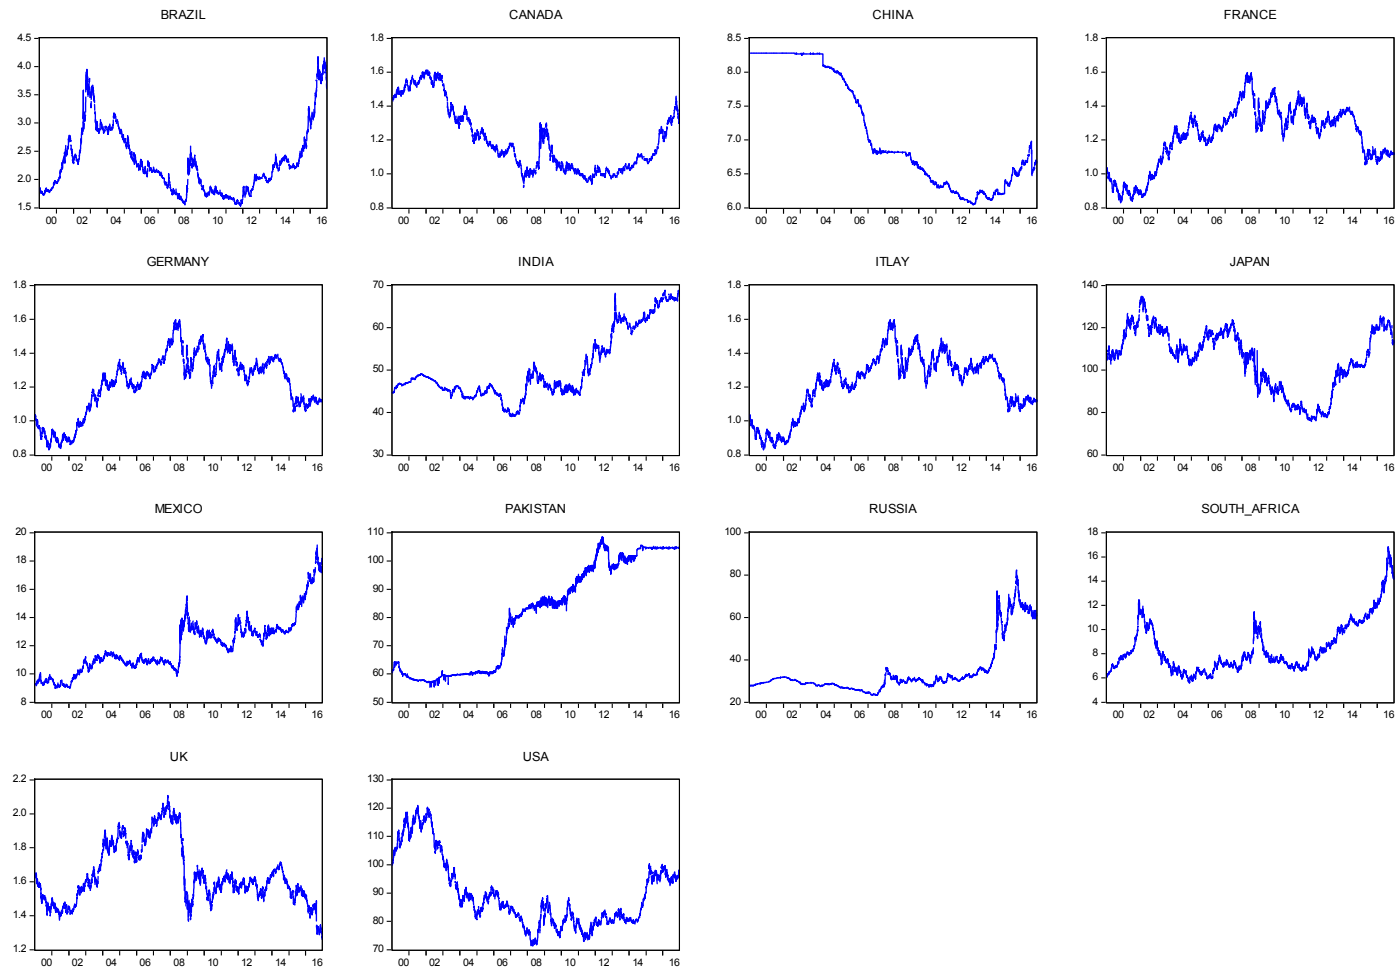 BRAZIL CANADA CHINA FRANCE
4.5 1.8 8.5 1.8
4.0 1.6 8.0 1.6
3.5
3.0 1.4 7.5 1.4
2.5 1.2 7.0 1.2
2.0 1.0 6.5 1.0
1.5 0.8 6.0 0.8
00 02 04 06 08 10 12 14 16 00 02 04 06 08 10 12 14 16 00 02 04 06 08 10 12 14 16 00 02 04 06 08 10 12 14 16
GERMANY INDIA ITLAY JAPAN
1.8 70 1.8 140
1.6 60 1.6 120
1.4 1.4
1.2 50 1.2 100
1.0 40 1.0 80
0.8 30 0.8 60
00 02 04 06 08 10 12 14 16 00 02 04 06 08 10 12 14 16 00 02 04 06 08 10 12 14 16 00 02 04 06 08 10 12 14 16
MEXICO PAKISTAN RUSSIA SOUTH_AFRICA
20 110 100 18
18 100 80 16
16 90 14
14 80 60 12
12 70 10
10 60 40 8
6
8 50 20 4
00 02 04 06 08 10 12 14 16 00 02 04 06 08 10 12 14 16 00 02 04 06 08 10 12 14 16 00 02 04 06 08 10 12 14 16
UK USA
2.2 130
2.0 120
110
1.8 100
1.6 90
1.4 80
1.2 70
00 02 04 06 08 10 12 14 16 00 02 04 06 08 10 12 14 16